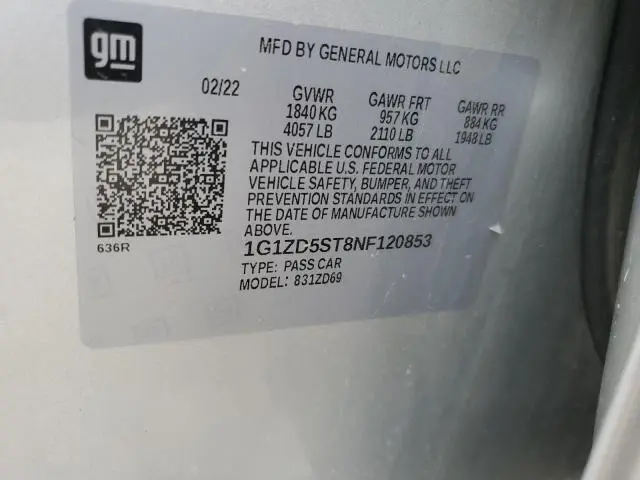 gm
MFD BY GENERAL MOTORS LLC
02/22
GVWR GAWR FRT GAWR RR
1840 KG 957 KG 884 KG
4057 LB 2110 LB 1948 LB
THIS VEHICLE CONFORMS TO ALL
APPLICABLE U.S. FEDERAL MOTOR
VEHICLE SAFETY, BUMPER, AND THEFT
PREVENTION STANDARDS IN EFFECT ON
THE DATE OF MANUFACTURE SHOWN
ABOVE.
636R
1G1ZD5ST8NF120853
TYPE: PASS CAR
MODEL: 831ZD69